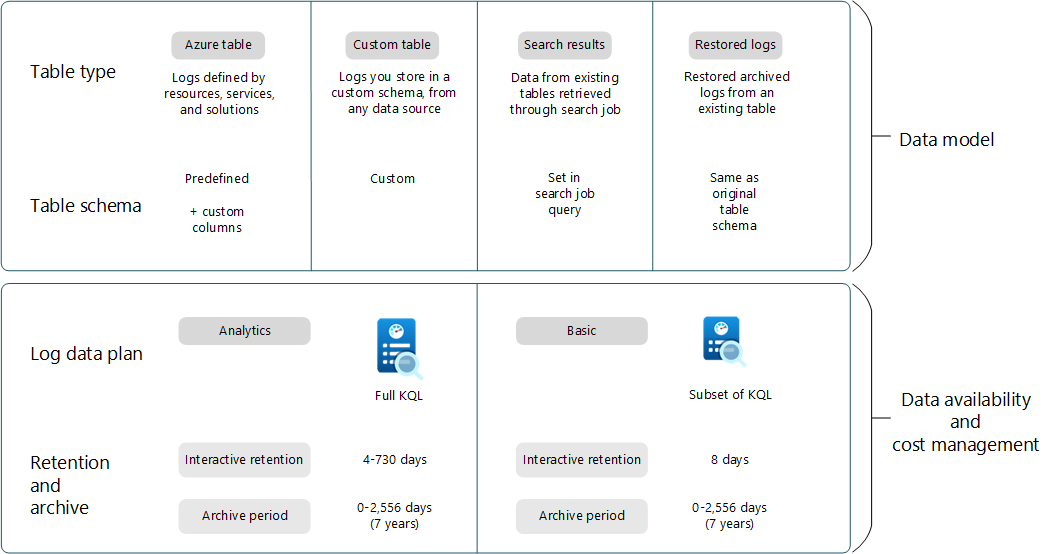 Table type
Azure table
Logs defined by
resources, services,
and solutions
Custom table
Logs you store in a
custom schema, from
any data source
Search results
Data from existing
tables retrieved
through search job
Restored logs
Restored archived
logs from an
existing table
Data model
Table schema
Predefined
+ custom
columns
Custom
Set in
search job
query
Same as
original
table
schema
Log data plan
Analytics
Full KQL
Basic
Subset of KQL
Data availability
and
cost management
Retention
and
archive
Interactive retention
4-730 days
Interactive retention
8 days
Archive period
0-2,556 days
(7 years)
Archive period
0-2,556 days
(7 years)